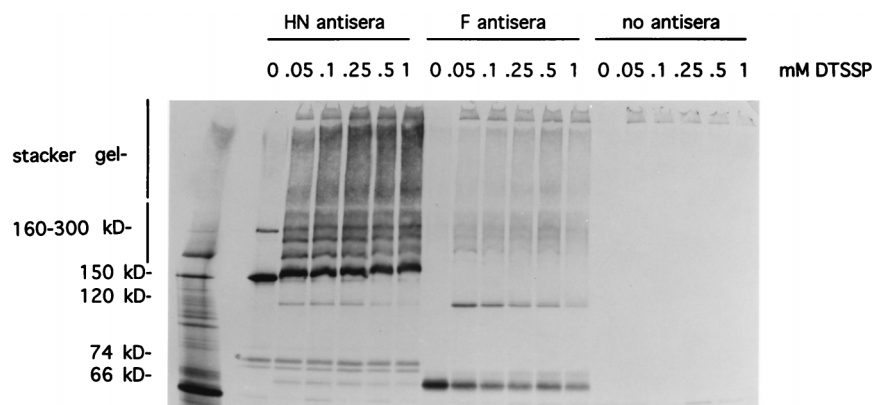 HN antisera F antisera no antisera
0 .05 .1 .25 .5 1 0 .05 .1 .25 .5 1 0 .05 .1 .25 .5 1 mM DTSSP
stacker gel-
160-300 kD-
150 kD-
120 kD-
74 kD-
66 kD-